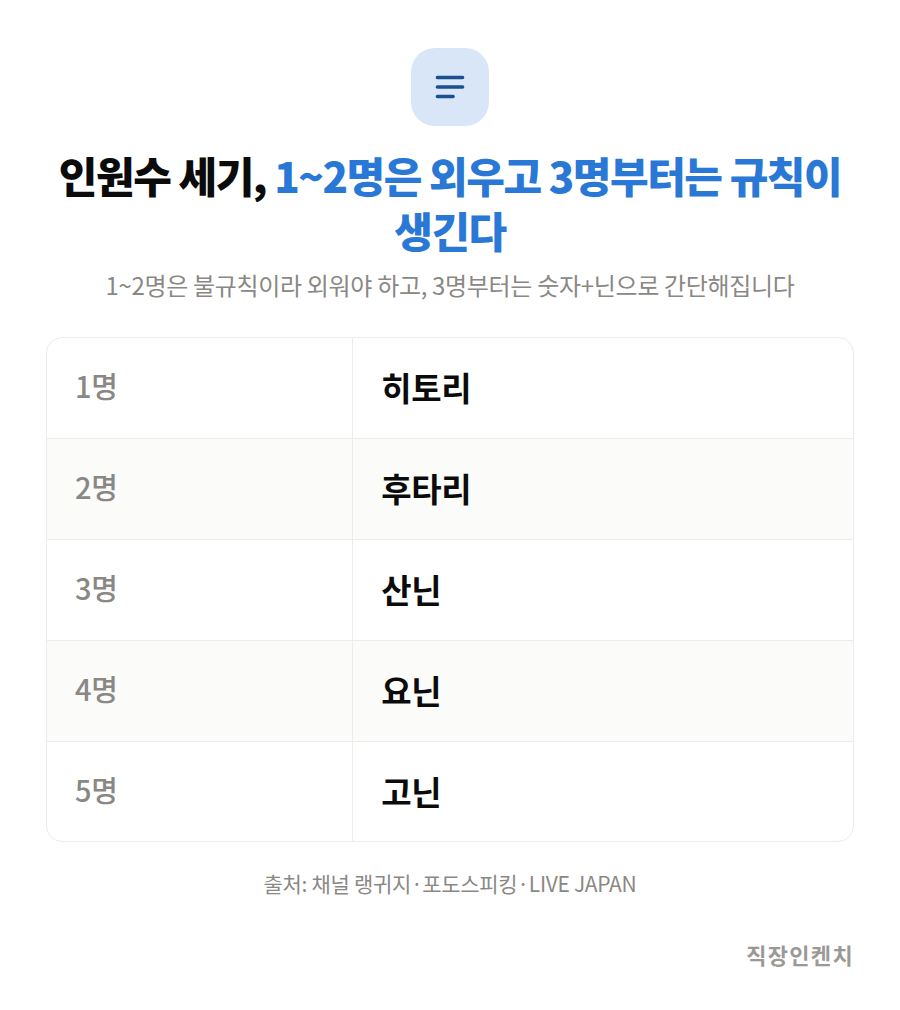 인원수 세기, 1~2명은 외우고 3명부터는 규칙이
생긴다
1~2명은 불규칙이라 외워야 하고, 3명부터는 숫자+닌으로 간단해집니다
1명 히토리
2명 후타리
3명 산닌
4명 요닌
5명 고닌
출처: 채널 랭귀지·포도스피킹·LIVE JAPAN
직장인켄치